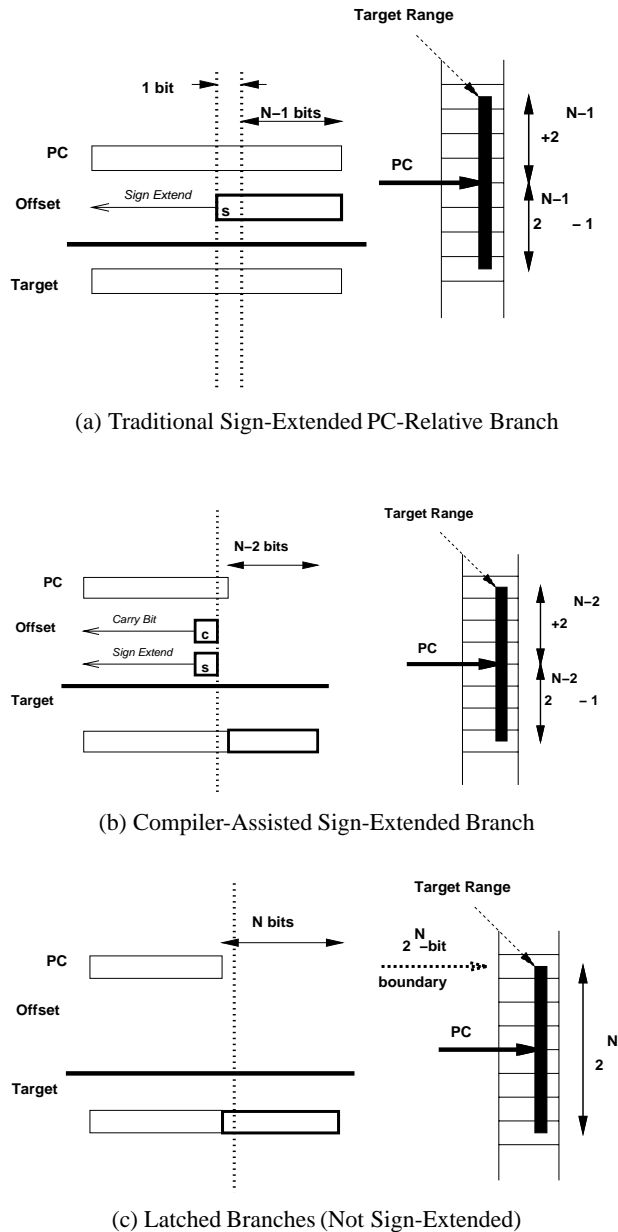 Target Range
1 bit
N–1 bits
N–1
+2
PC
PC
Sign Extend
Offset
s
N–1
2 – 1
Target
(a) Traditional Sign-Extended PC-Relative Branch
Target Range
N–2 bits
PC
N–2
+2
Offset
Carry Bit
c
PC
Sign Extend
s
N–2
2 – 1
Target
(b) Compiler-Assisted Sign-Extended Branch
Target Range
N bits
N
2 –bit
boundary
PC
Offset
PC
N
2
Target
(c) Latched Branches (Not Sign-Extended)